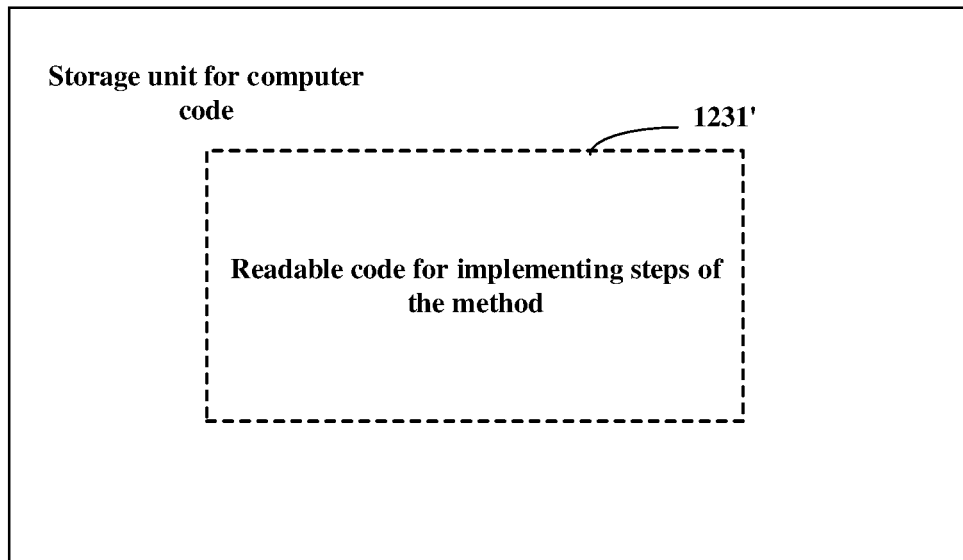 Storage unit for computer
code
1231'
Readable code for implementing steps of
the method